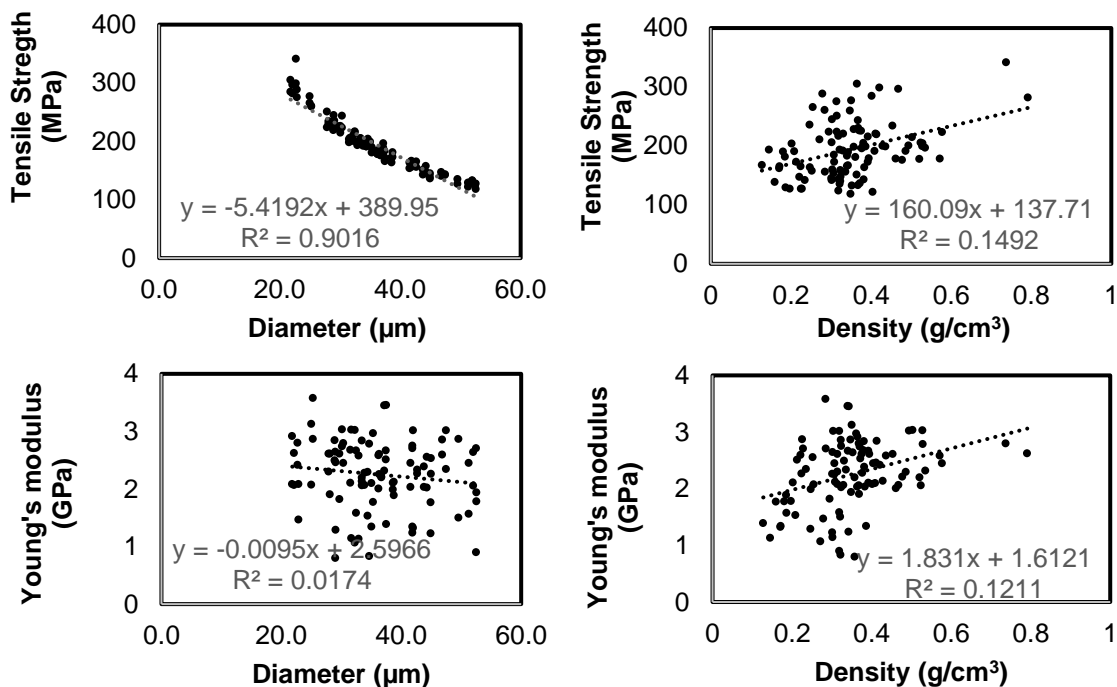 Tensile Stregth
(MPa)
400
300
200
100
0
y = -5.4192x + 389.95
R² = 0.9016
0.0 20.0 40.0 60.0
Diameter (µm)
Tensile Strength
(MPa)
400
300
200
100
0
y = 160.09x + 137.71
R² = 0.1492
0 0.2 0.4 0.6 0.8 1
Density (g/cm³)
Young's modulus
(GPa)
4
3
2
1
0
y = -0.0095x + 2.5966
R² = 0.0174
0.0 20.0 40.0 60.0
Diameter (µm)
Young's modulus
(GPa)
4
3
2
1
0
y = 1.831x + 1.6121
R² = 0.1211
0 0.2 0.4 0.6 0.8 1
Density (g/cm³)